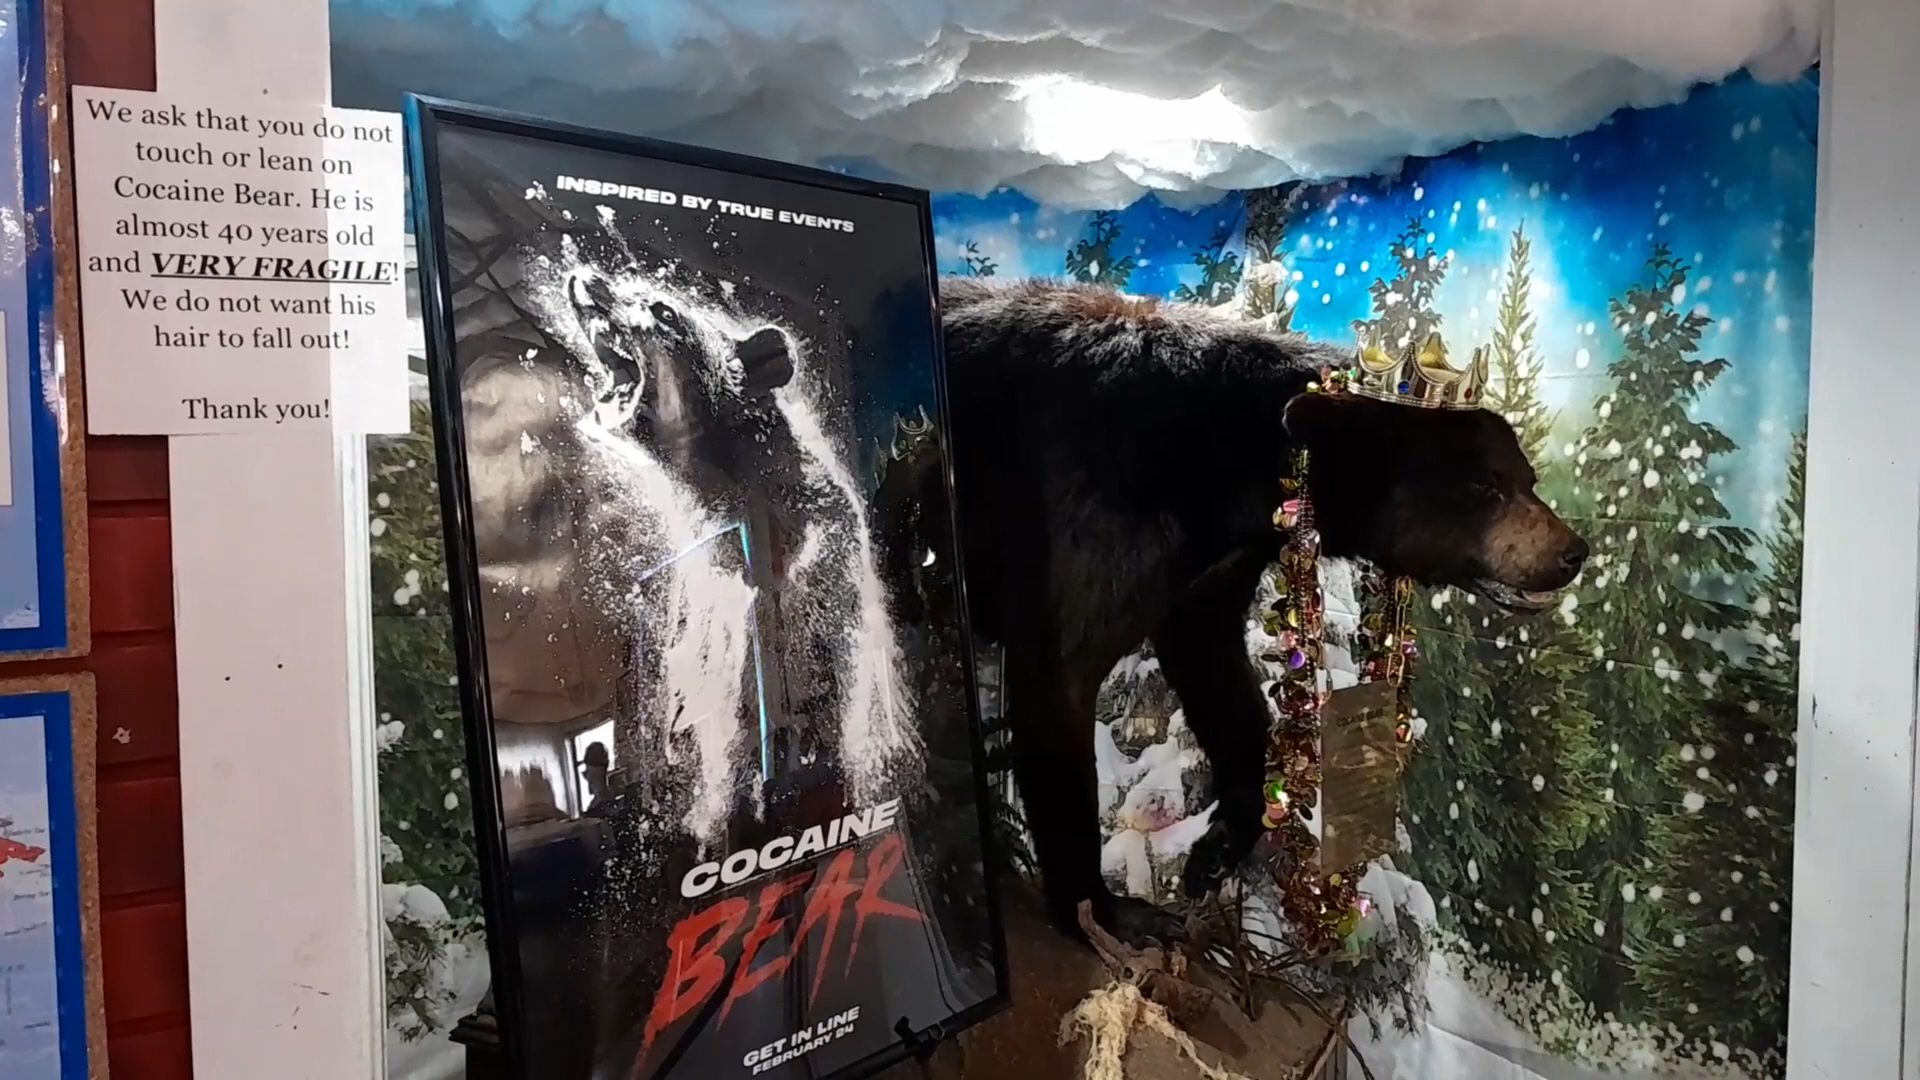 We ask that you do not
touch or lean on
Cocaine Bear. He is
almost 40 years old
and VERY FRAGILE!
We do not want his
hair to fall out!
Thank you!
INSPIRED BY TRUE EVENTS
COCAINE
BEAR
GET IN LINE
FEBRUARY 24
COCAINE BEAR